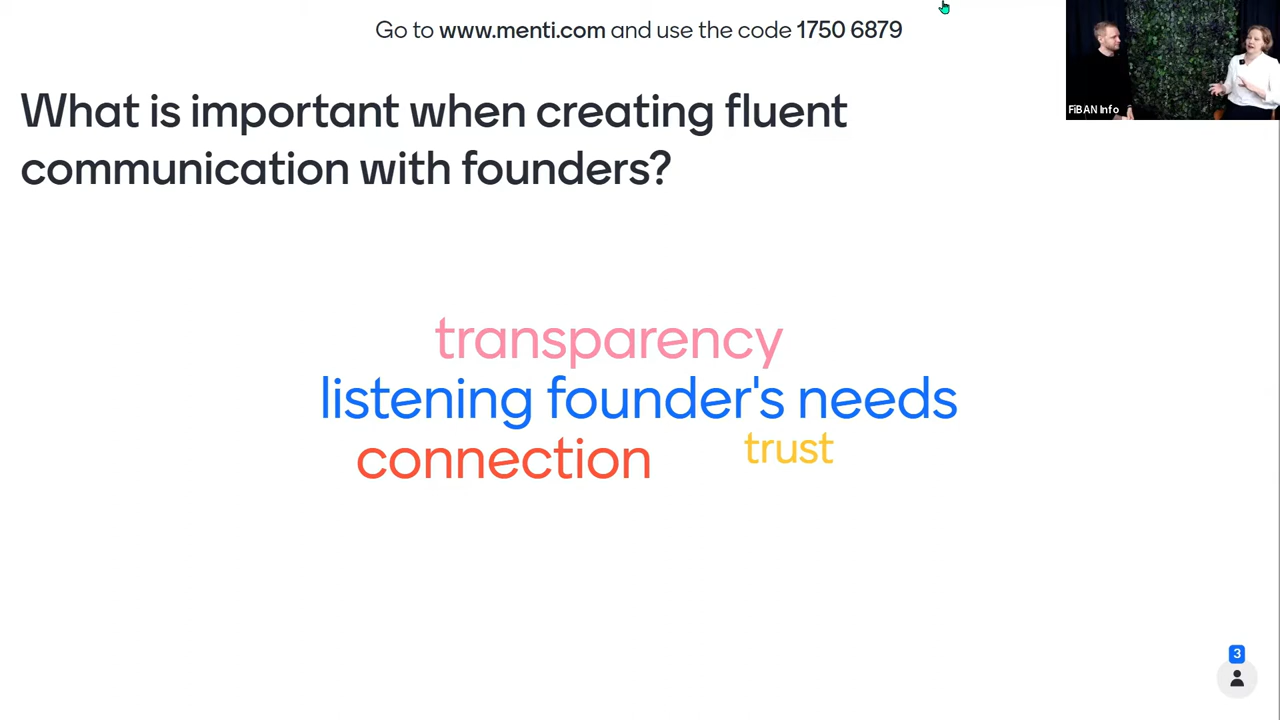 Go to www.menti.com and use the code 1750 6879
FiBAN Info
What is important when creating fluent
communication with founders?
transparency
listening founder's needs
connection
trust
3